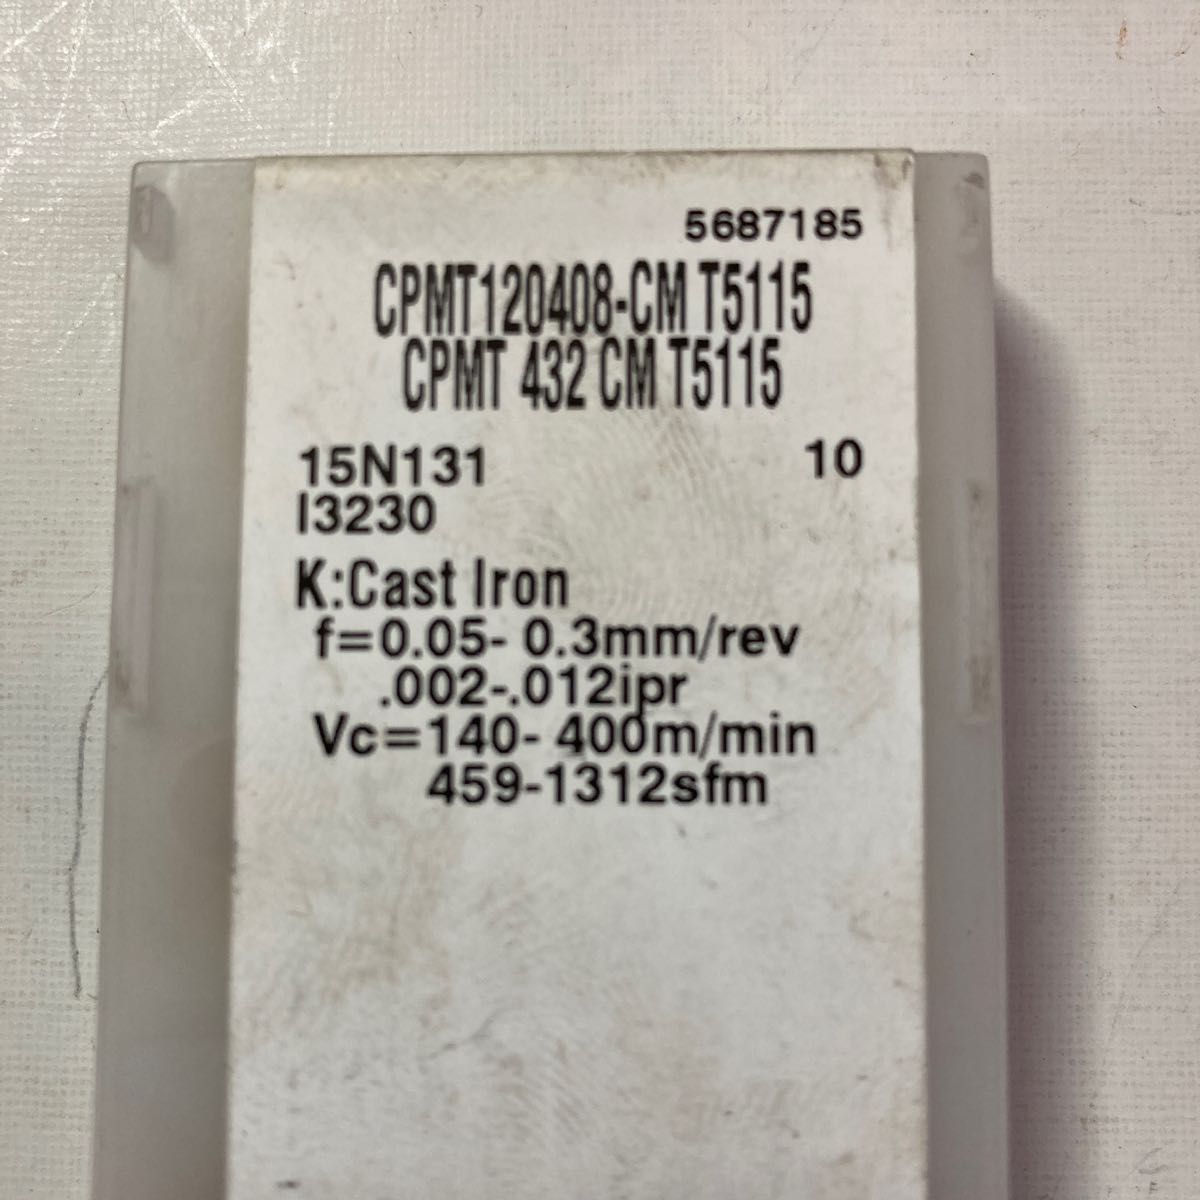 5687185
CPMT120408-CM T5115
CPMT 432 CM T5115
15N131 10
I3230
K:Cast Iron
f=0.05- 0.3mm/rev
.002-.012ipr
Vc=140- 400m/min
459-1312sfm